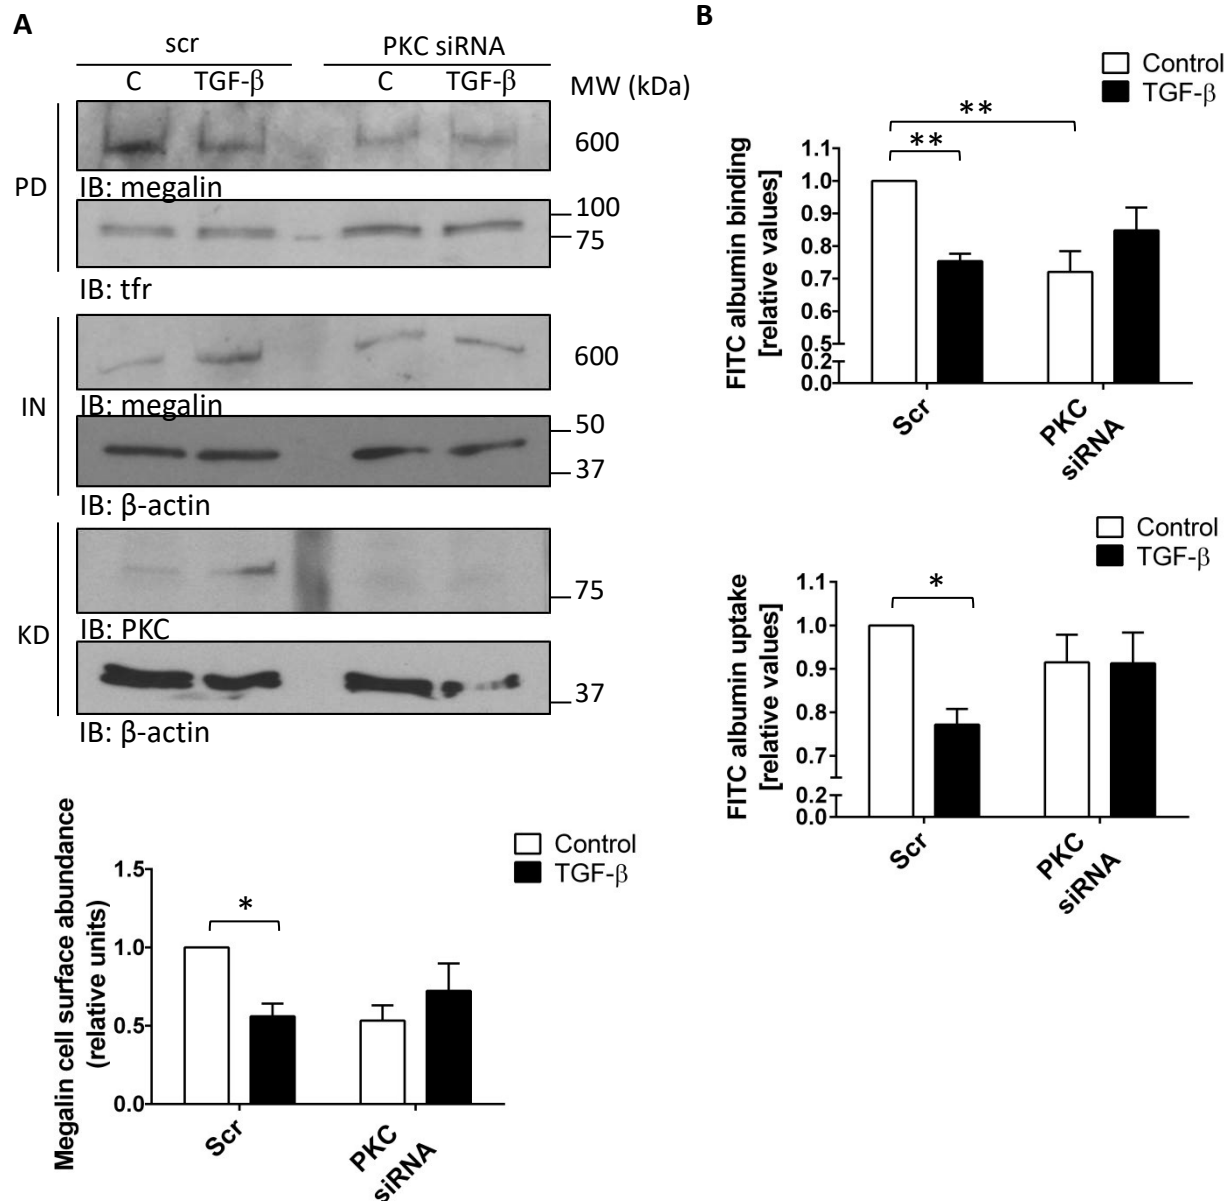 A
scr
PKC siRNA
C
TGF-β
C
TGF-β
MW (kDa)
PD
600
IB: megalin
100
75
IB: tfr
IN
600
IB: megalin
50
37
IB: β-actin
KD
75
IB: PKC
37
IB: β-actin
Megalin cell surface abundance
(relative units)
1.5
1.0
0.5
0.0
*
Control
TGF-β
Scr
PKC
siRNA
B
Control
TGF-β
FITC albumin binding
[relative values]
1.1
1.0
0.9
0.8
0.7
0.6
0.5
0.2
0.0
**
**
Scr
PKC
siRNA
Control
TGF-β
FITC albumin uptake
[relative values]
1.1
1.0
0.9
0.8
0.7
0.2
0.0
*
Scr
PKC
siRNA